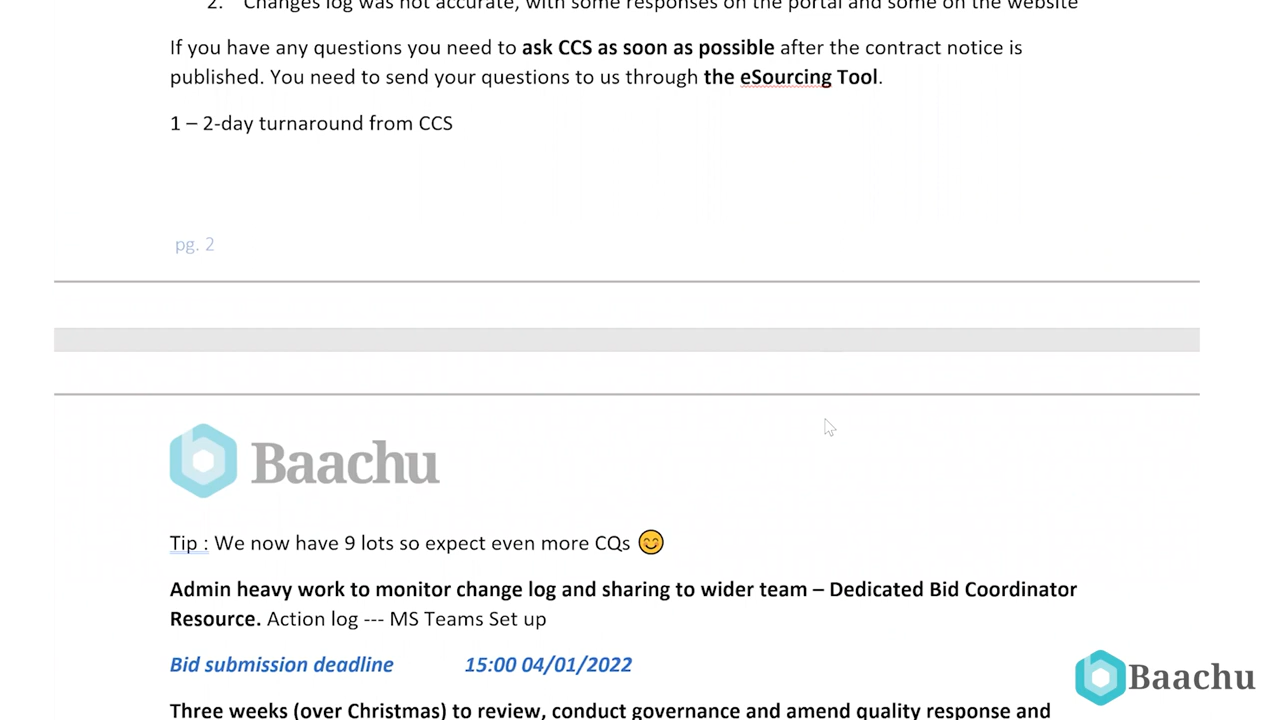 2. Changes log was not accurate, with some responses on the portal and some on the website
If you have any questions you need to ask CCS as soon as possible after the contract notice is
published. You need to send your questions to us through the eSourcing Tool.
1 – 2-day turnaround from CCS
pg. 2
Baachu
Tip : We now have 9 lots so expect even more CQs 😊
Admin heavy work to monitor change log and sharing to wider team – Dedicated Bid Coordinator
Resource. Action log --- MS Teams Set up
Bid submission deadline 15:00 04/01/2022
Baachu
Three weeks (over Christmas) to review, conduct governance and amend quality response and